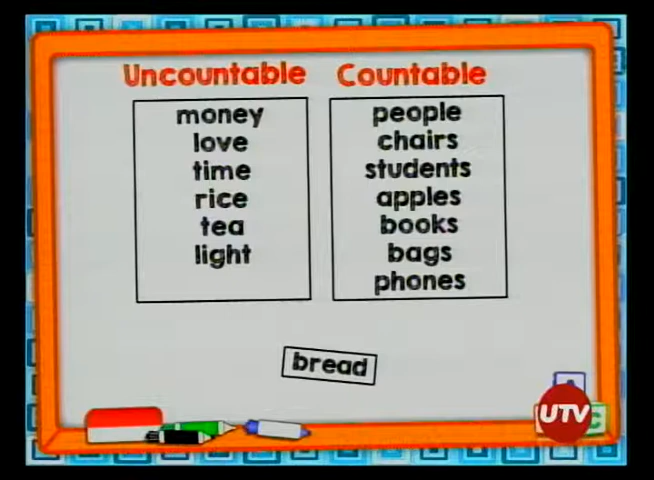 Uncountable Countable
money people
love chairs
time students
rice apples
tea books
light bags
phones
bread
A
UTV
C